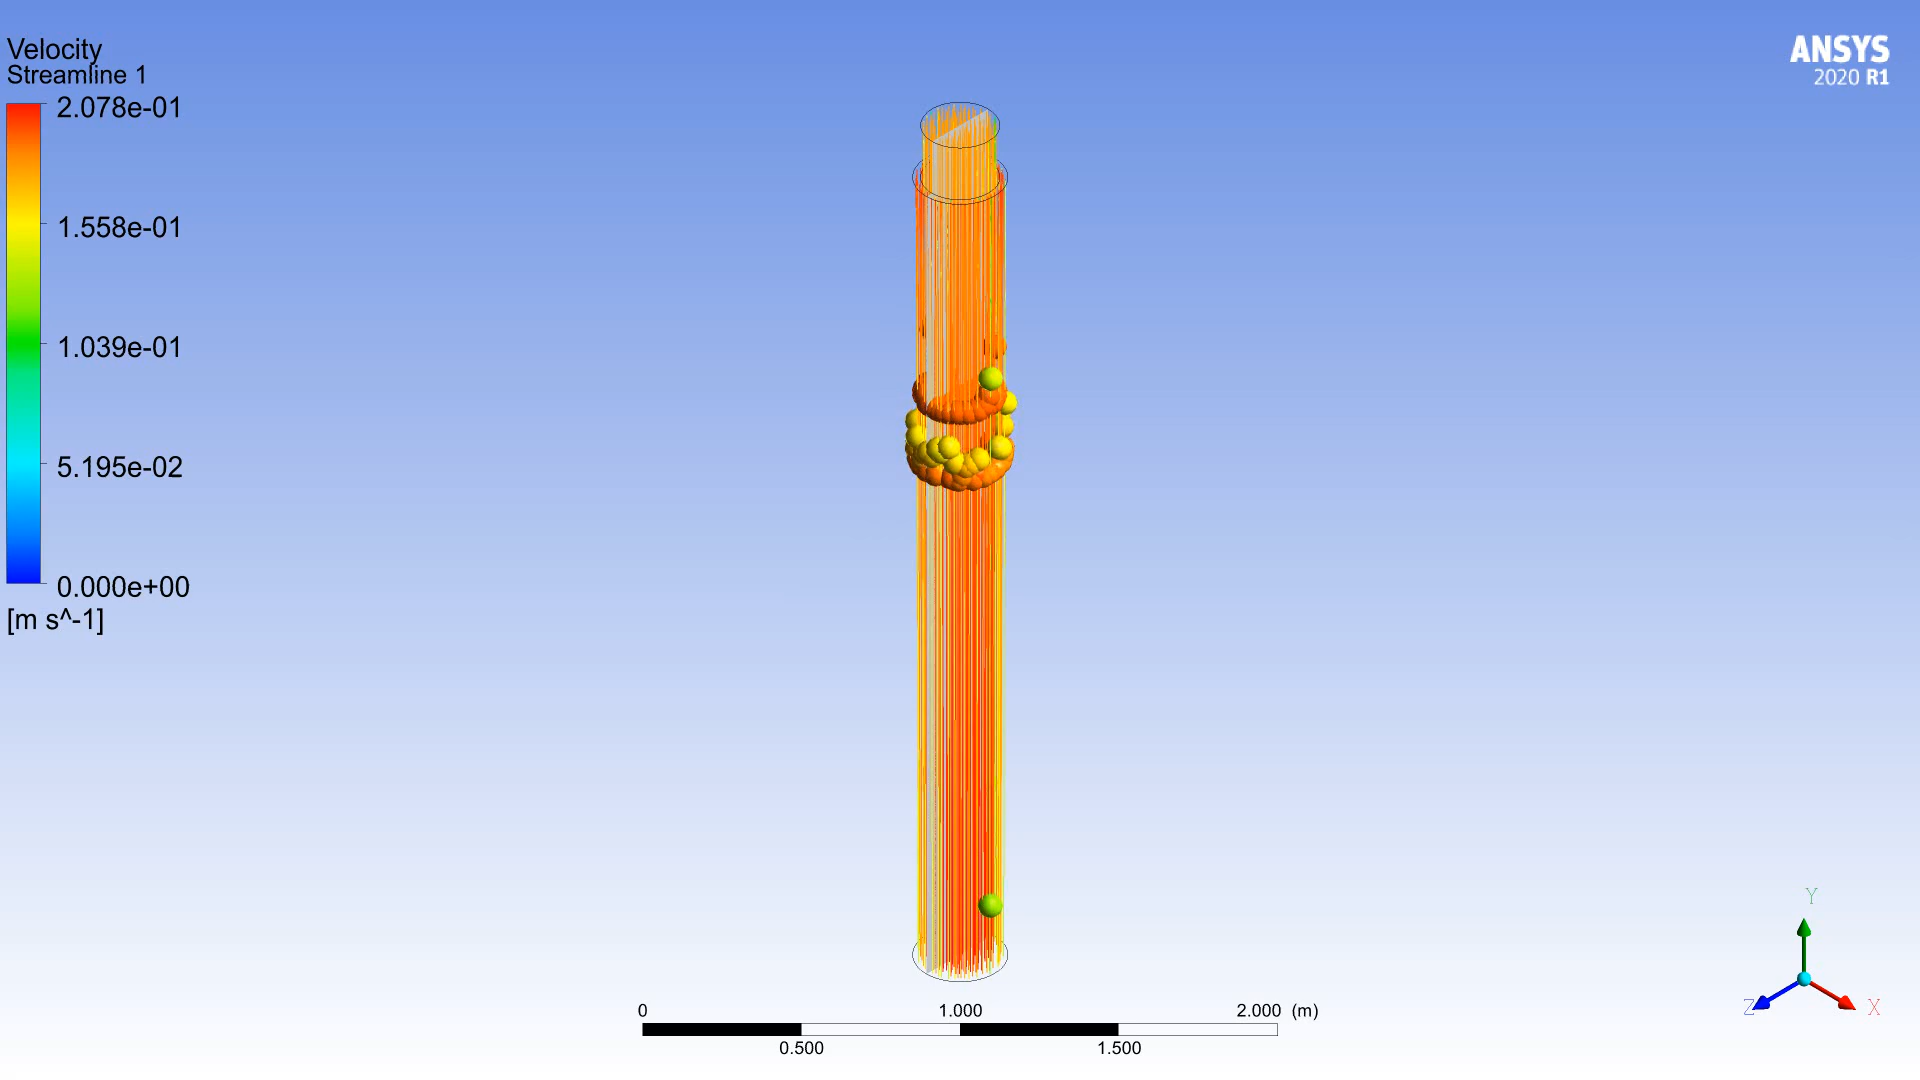 Velocity
Streamline 1
2.078e-01
1.558e-01
1.039e-01
5.195e-02
0.000e+00
[m s^-1]
ANSYS
2020 R1
Y
Z
X
0 1.000 2.000 (m)
0.500 1.500